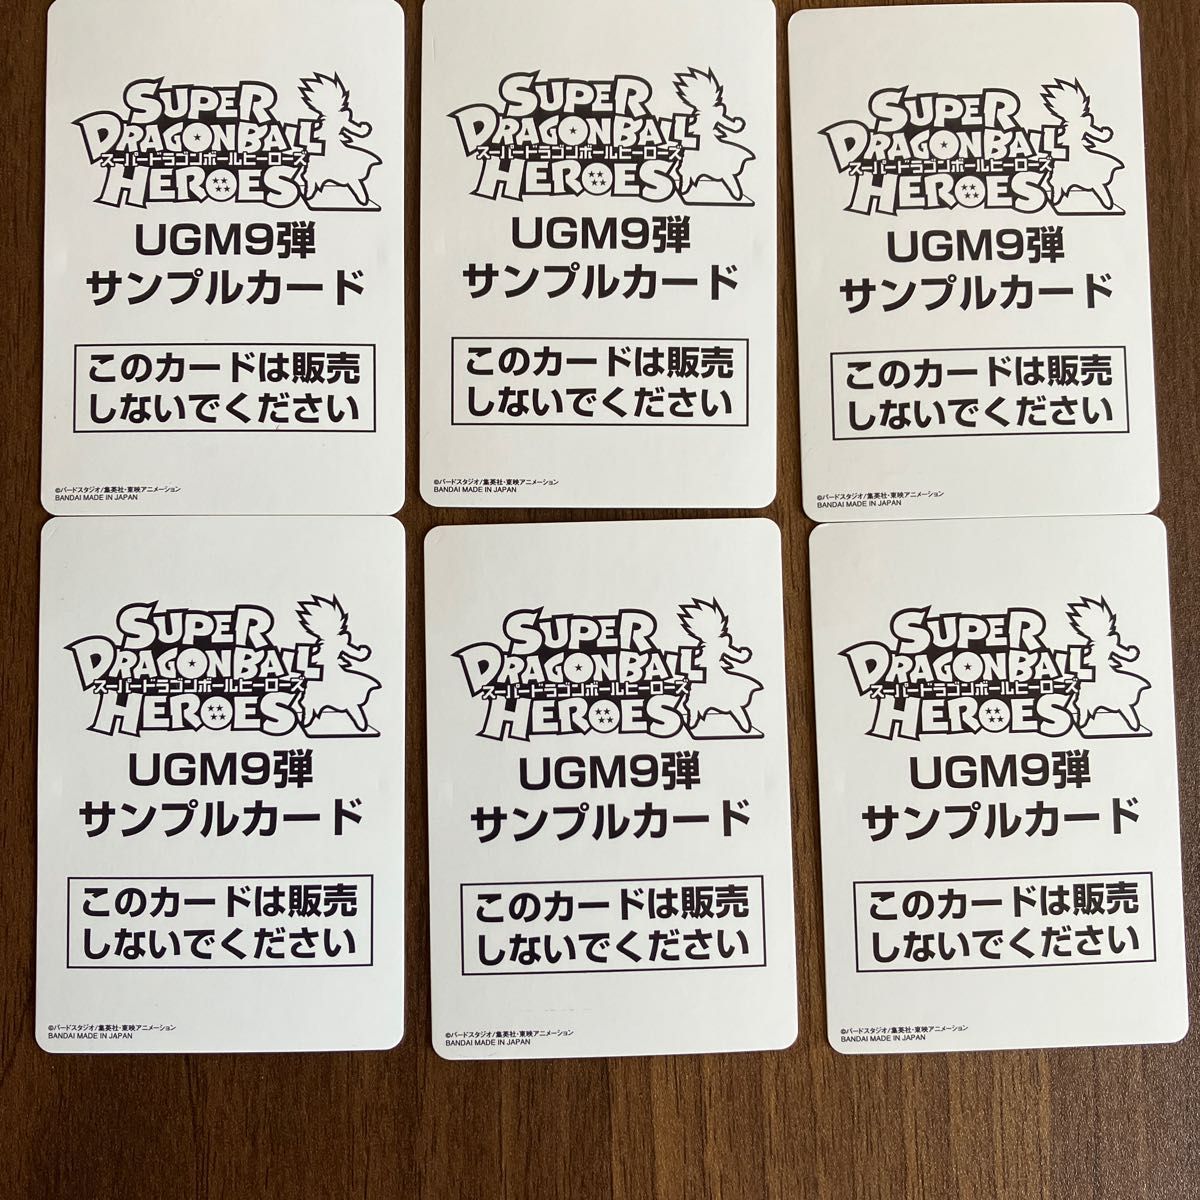 SUPER
DRAGONBALL
スーパードラゴンボールヒーローズ
HEROES
UGM9弾
サンプルカード
このカードは販売
しないでください
©バードスタジオ/集英社・東映アニメーション
BANDAI MADE IN JAPAN
SUPER
DRAGONBALL
スーパードラゴンボールヒーローズ
HEROES
UGM9弾
サンプルカード
このカードは販売
しないでください
©バードスタジオ/集英社・東映アニメーション
BANDAI MADE IN JAPAN
SUPER
DRAGONBALL
スーパードラゴンボールヒーローズ
HEROES
UGM9弾
サンプルカード
このカードは販売
しないでください
©バードスタジオ/集英社・東映アニメーション
BANDAI MADE IN JAPAN
SUPER
DRAGONBALL
スーパードラゴンボールヒーローズ
HEROES
UGM9弾
サンプルカード
このカードは販売
しないでください
©バードスタジオ/集英社・東映アニメーション
BANDAI MADE IN JAPAN
SUPER
DRAGONBALL
スーパードラゴンボールヒーローズ
HEROES
UGM9弾
サンプルカード
このカードは販売
しないでください
©バードスタジオ/集英社・東映アニメーション
BANDAI MADE IN JAPAN
SUPER
DRAGONBALL
スーパードラゴンボールヒーローズ
HEROES
UGM9弾
サンプルカード
このカードは販売
しないでください
©バードスタジオ/集英社・東映アニメーション
BANDAI MADE IN JAPAN